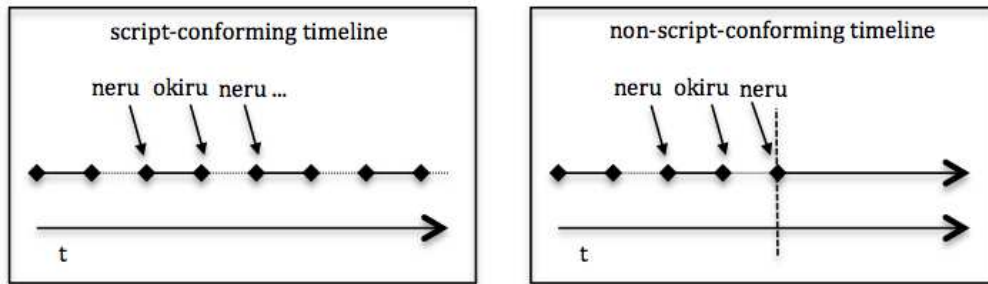 script-conforming timeline
neru okiru neru ...
t
non-script-conforming timeline
neru okiru neru
t